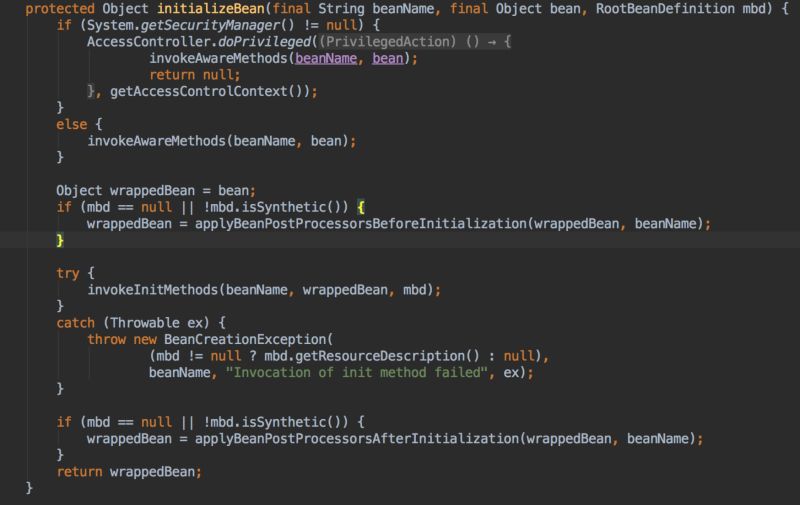 protected Object initializeBean(final String beanName, final Object bean, RootBeanDefinition mbd) {
if (System.getSecurityManager() != null) {
AccessController.doPrivileged((PrivilegedAction) () → {
invokeAwareMethods(beanName, bean);
return null;
}, getAccessControlContext());
}
else {
invokeAwareMethods(beanName, bean);
}
Object wrappedBean = bean;
if (mbd == null || !mbd.isSynthetic()) {
wrappedBean = applyBeanPostProcessorsBeforeInitialization(wrappedBean, beanName);
}
try {
invokeInitMethods(beanName, wrappedBean, mbd);
}
catch (Throwable ex) {
throw new BeanCreationException(
(mbd != null ? mbd.getResourceDescription() : null),
beanName, "Invocation of init method failed", ex);
}
if (mbd == null || !mbd.isSynthetic()) {
wrappedBean = applyBeanPostProcessorsAfterInitialization(wrappedBean, beanName);
}
return wrappedBean;
}